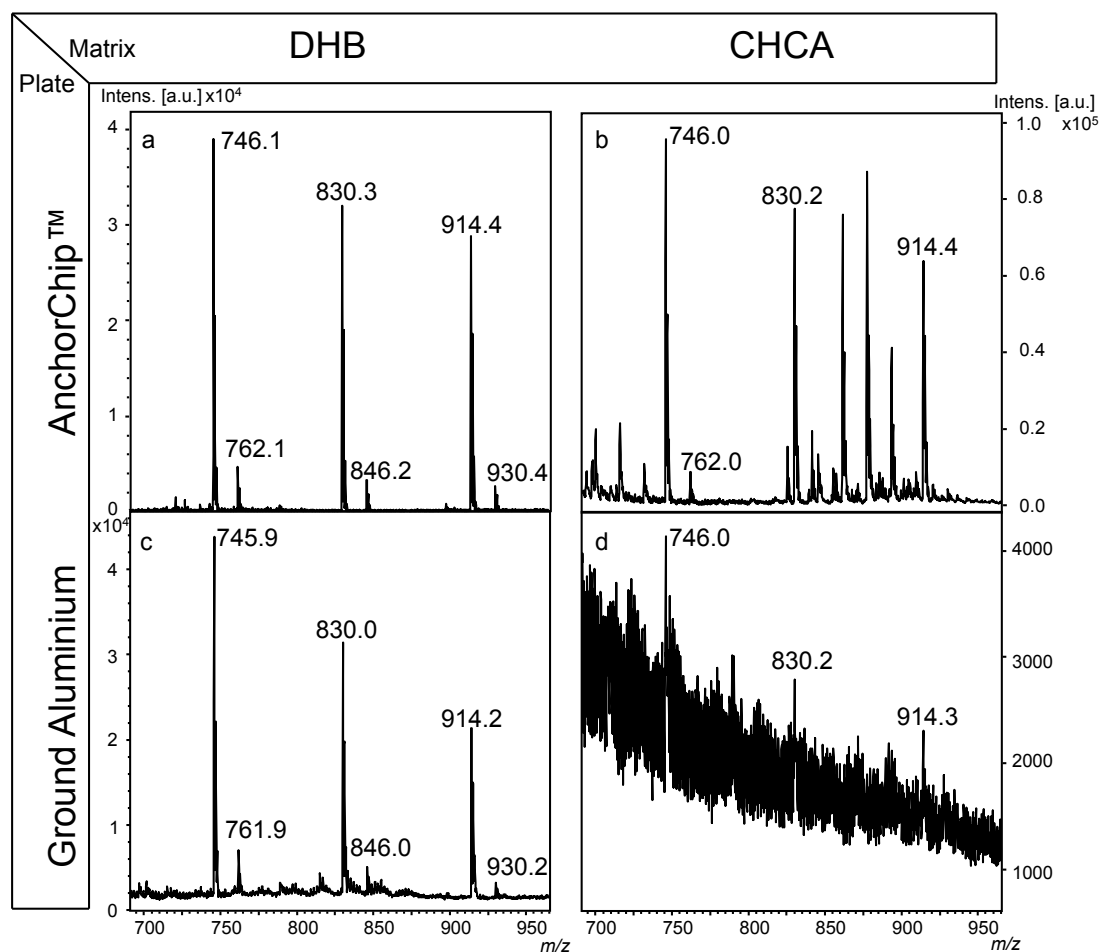 Matrix
DHB
CHCA
Plate
Intens. [a.u.] x10⁴
Intens. [a.u.]
x10⁵
AnchorChip™
a
4
3
2
1
0
746.1
762.1
830.3
846.2
914.4
930.4
b
1.0
0.8
0.6
0.4
0.2
0.0
746.0
762.0
830.2
914.4
Ground Aluminium
x10⁴
c
4
3
2
1
0
745.9
761.9
830.0
846.0
914.2
930.2
700 750 800 850 900 950
m/z
d
4000
3000
2000
1000
746.0
830.2
914.3
700 750 800 850 900 950
m/z